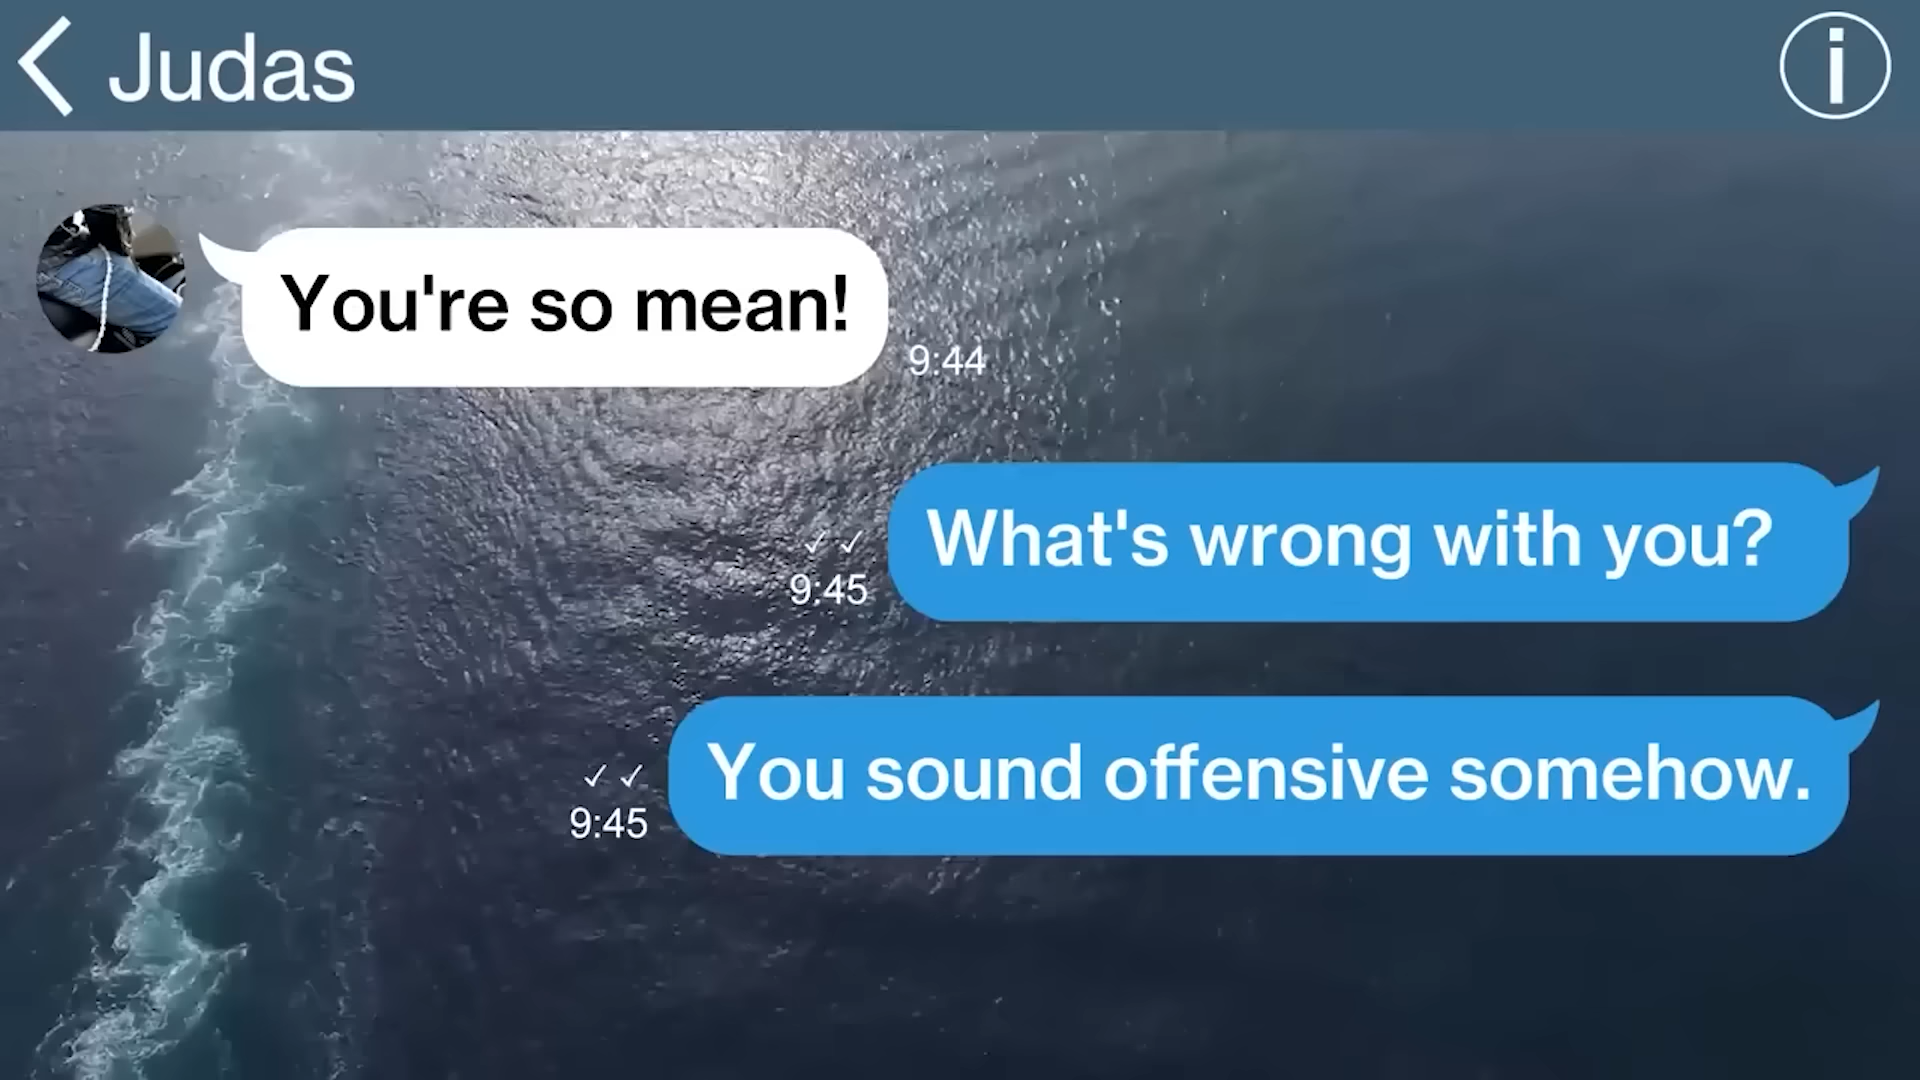 Judas
You're so mean!
9:44
What's wrong with you?
9:45
You sound offensive somehow.
9:45